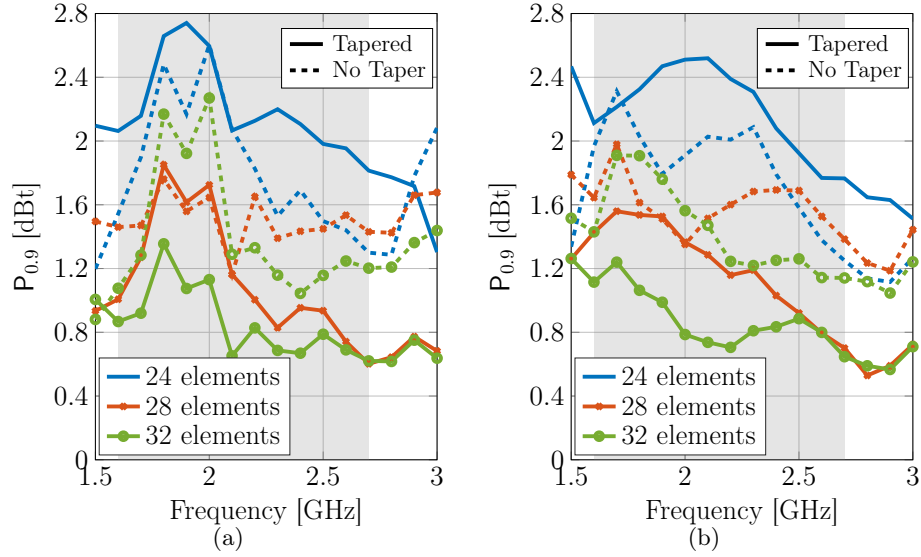 2.8
2.4
2
1.6
1.2
0.8
0.4
0
P0.9 [dBt]
Tapered
No Taper
24 elements
28 elements
32 elements
1.5
2
2.5
3
Frequency [GHz]
(a)
2.8
2.4
2
1.6
1.2
0.8
0.4
0
P0.9 [dBt]
Tapered
No Taper
24 elements
28 elements
32 elements
1.5
2
2.5
3
Frequency [GHz]
(b)